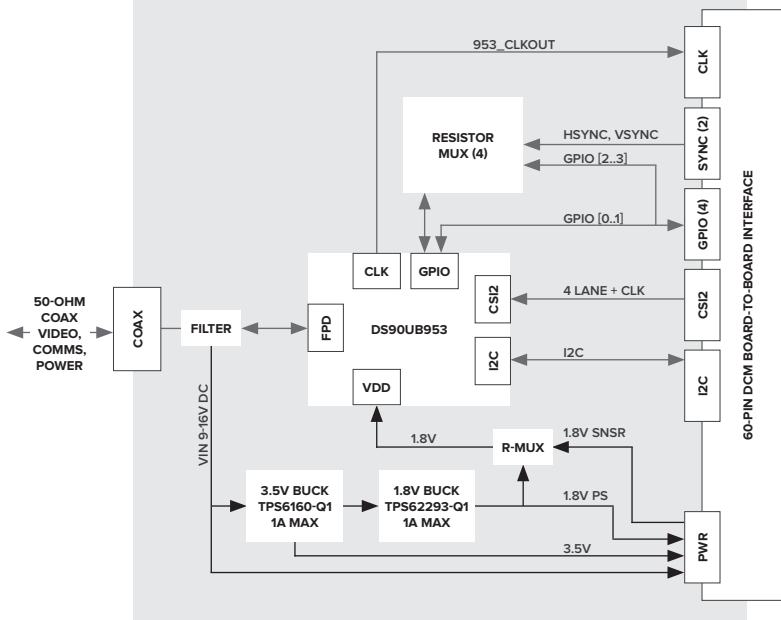 953_CLKOUT
CLK
RESISTOR
MUX (4)
HSYNC, VSYNC
SYNC (2)
GPIO [2..3]
GPIO [0..1]
GPIO (4)
CLK
GPIO
CSI2
4 LANE + CLK
CSI2
50-OHM
COAX
VIDEO,
COMMS,
POWER
COAX
FILTER
FPD
DS90UB953
I2C
I2C
I2C
VDD
60-PIN DCM BOARD-TO-BOARD INTERFACE
VIN 9-16V DC
1.8V
R-MUX
1.8V SNSR
3.5V BUCK
TPS6160-Q1
1A MAX
1.8V BUCK
TPS62293-Q1
1A MAX
1.8V PS
3.5V
PWR